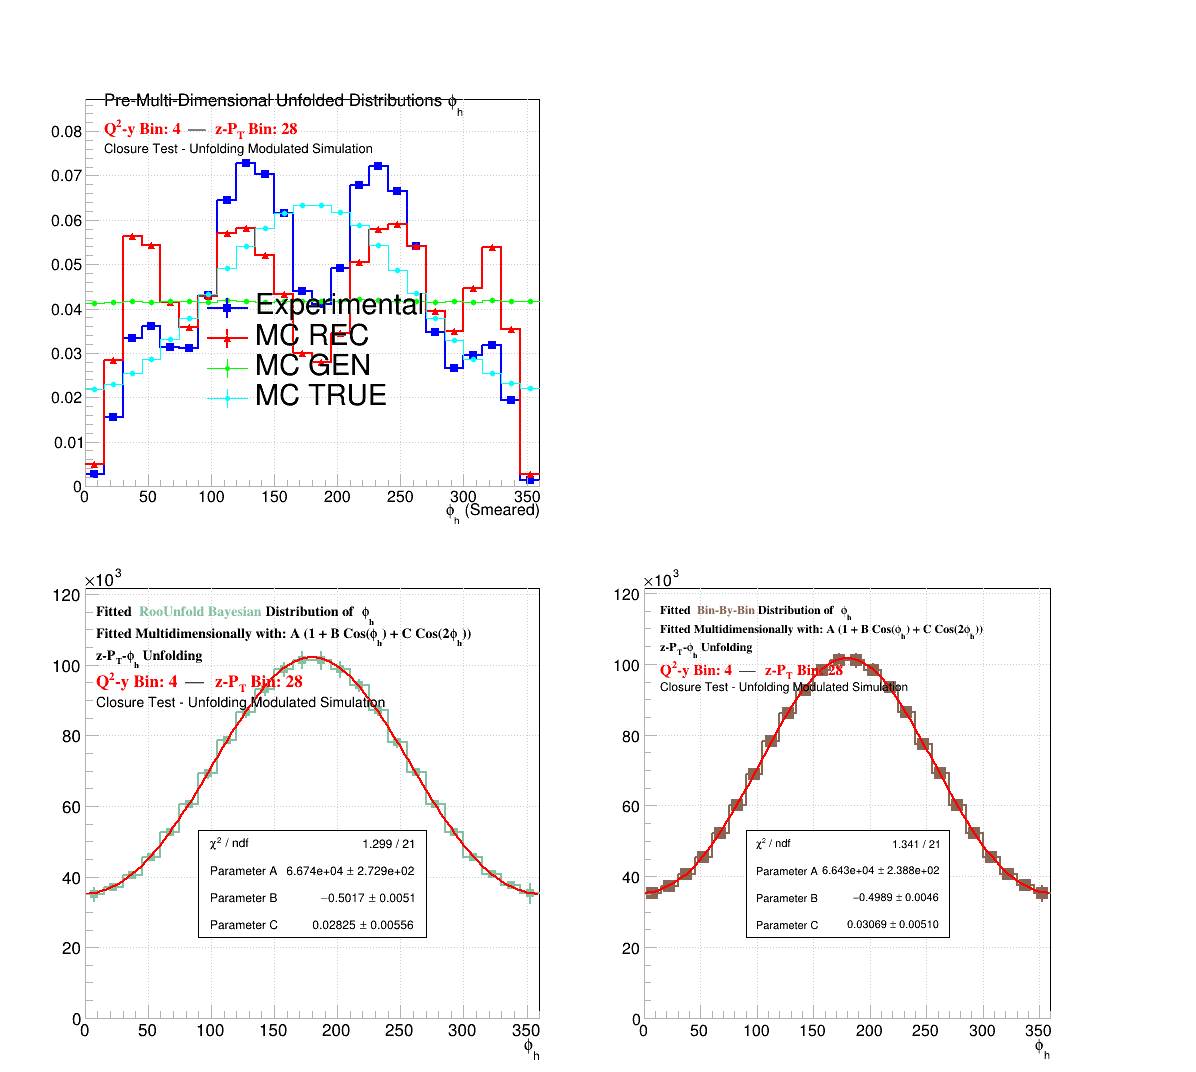 Pre-Multi-Dimensional Unfolded Distributions ϕh
Q2-y Bin: 4 — z-PT Bin: 28
Closure Test - Unfolding Modulated Simulation
0.08
0.07
0.06
0.05
0.04
0.03
0.02
0.01
0
Experimental
MC REC
MC GEN
MC TRUE
0 50 100 150 200 250 300 350
ϕh (Smeared)
×103
Fitted RooUnfold Bayesian Distribution of ϕh
Fitted Multidimensionally with: A (1 + B Cos(ϕh) + C Cos(2ϕh))
z-PT-ϕh Unfolding
Q2-y Bin: 4 — z-PT Bin: 28
Closure Test - Unfolding Modulated Simulation
120
100
80
60
40
20
0
χ2 / ndf 1.299 / 21
Parameter A 6.674e+04 ± 2.729e+02
Parameter B −0.5017 ± 0.0051
Parameter C 0.02825 ± 0.00556
0 50 100 150 200 250 300 350
ϕh
×103
Fitted Bin-By-Bin Distribution of ϕh
Fitted Multidimensionally with: A (1 + B Cos(ϕh) + C Cos(2ϕh))
z-PT-ϕh Unfolding
Q2-y Bin: 4 — z-PT Bin: 28
Closure Test - Unfolding Modulated Simulation
120
100
80
60
40
20
0
χ2 / ndf 1.341 / 21
Parameter A 6.643e+04 ± 2.388e+02
Parameter B −0.4989 ± 0.0046
Parameter C 0.03069 ± 0.00510
0 50 100 150 200 250 300 350
ϕh